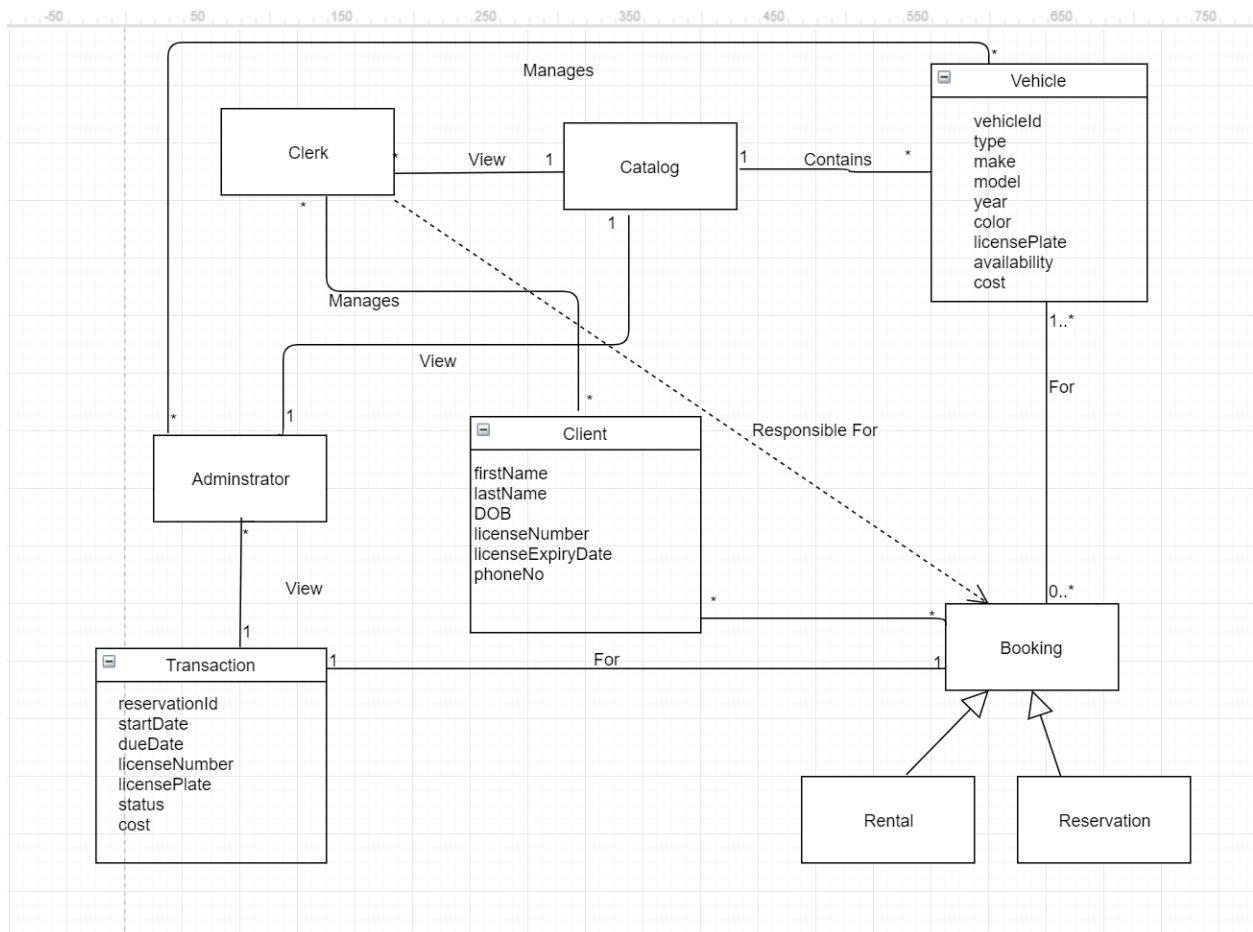 -50 50 150 250 350 450 550 650 750
Manages
*
Vehicle
vehicleId
type
make
model
year
color
licensePlate
availability
cost
Clerk
*
View
1
Catalog
1
Contains
*
*
1
Manages
View
1..*
For
*
*
1
Adminstrator
*
Client
firstName
lastName
DOB
licenseNumber
licenseExpiryDate
phoneNo
Responsible For
View
1
*
*
0..*
Booking
Transaction
reservationId
startDate
dueDate
licenseNumber
licensePlate
status
cost
1
For
1
Rental
Reservation